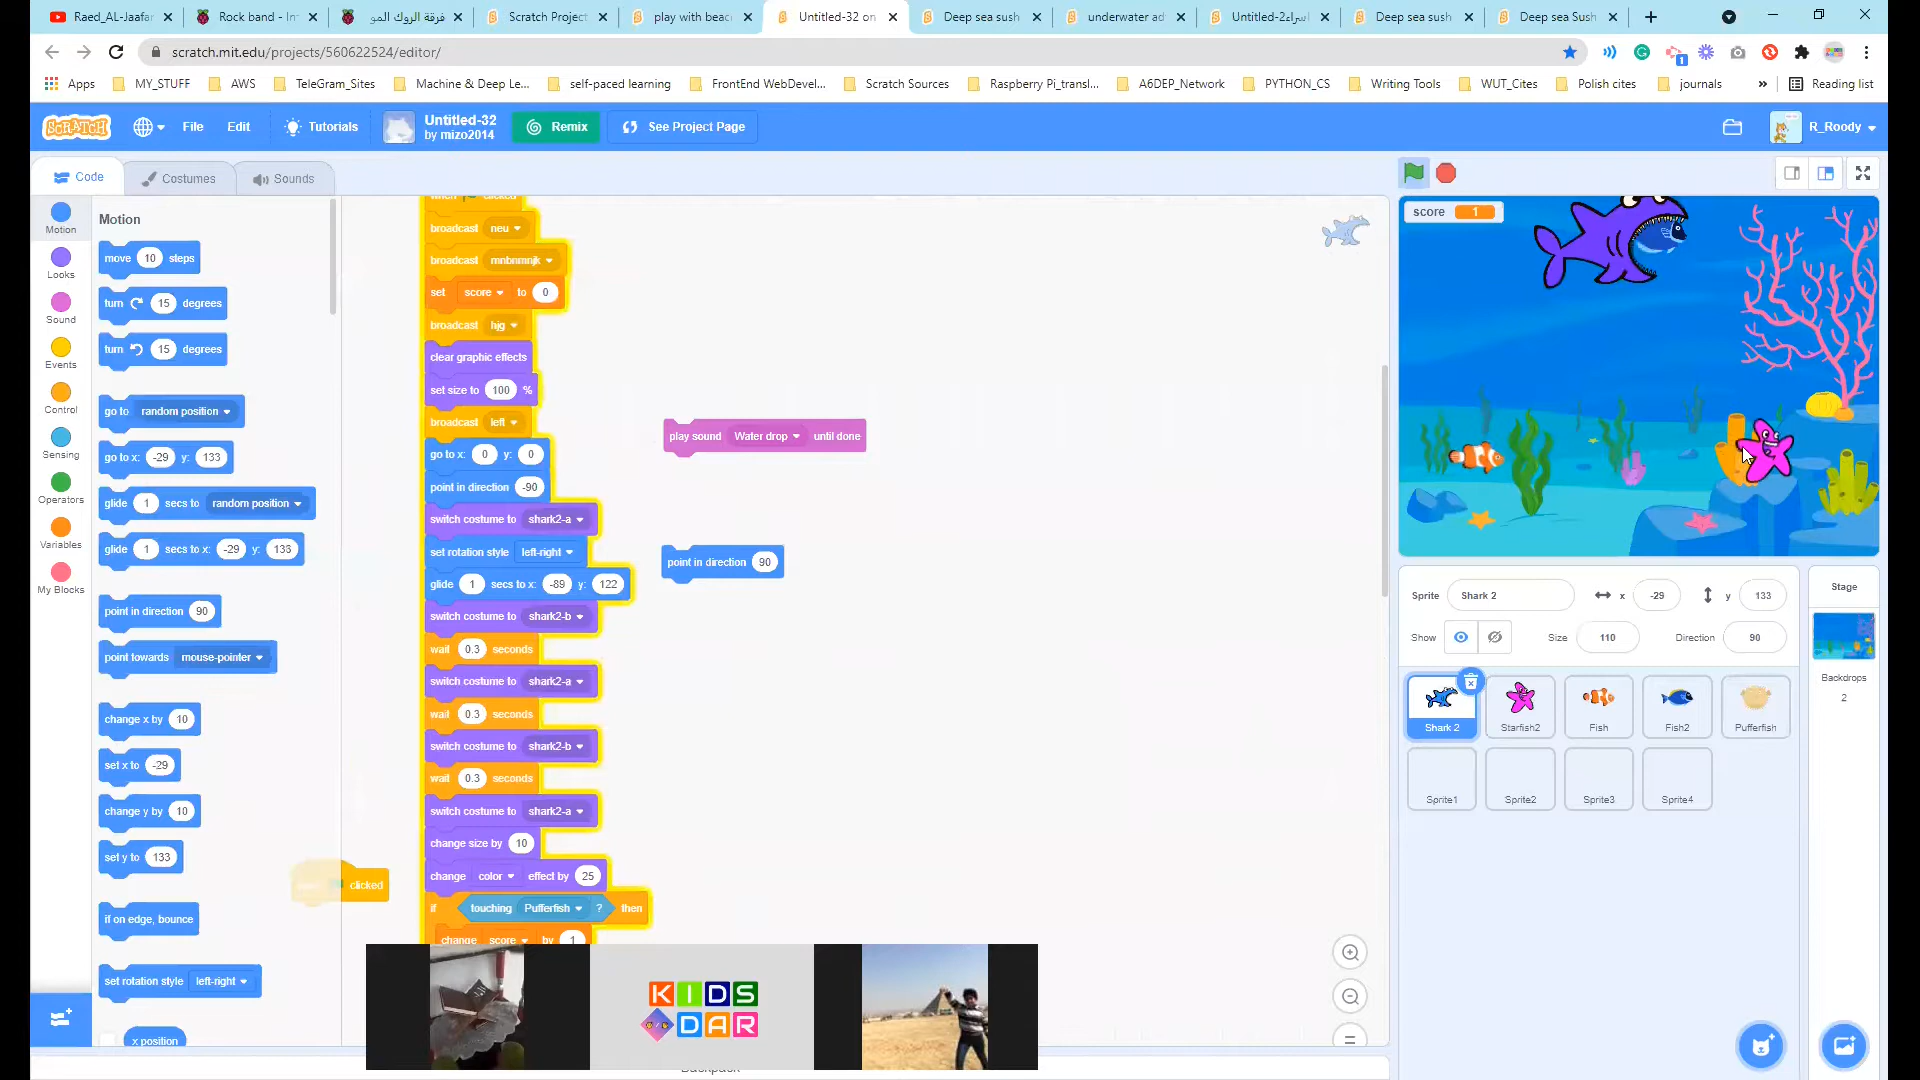 Raed_AL-Jaafar
Rock band - In
فرقة الروك المو
Scratch Project
play with beac
Untitled-32 on
Deep sea sush
underwater ad
Untitled-2اسراء
Deep sea sush
Deep sea Sush
scratch.mit.edu/projects/560622524/editor/
Apps
MY_STUFF
AWS
TeleGram_Sites
Machine & Deep Le...
self-paced learning
FrontEnd WebDevel...
Scratch Sources
Raspberry Pi_transl...
A6DEP_Network
PYTHON_CS
Writing Tools
WUT_Cites
Polish cites
journals
Reading list
SCRATCH
File
Edit
Tutorials
Untitled-32
by mizo2014
Remix
See Project Page
R_Roody
Code
Costumes
Sounds
Motion
Looks
Sound
Events
Control
Sensing
Operators
Variables
My Blocks
Motion
move 10 steps
turn 15 degrees
turn 15 degrees
go to random position
go to x: -29 y: 133
glide 1 secs to random position
glide 1 secs to x: -29 y: 133
point in direction 90
point towards mouse-pointer
change x by 10
set x to -29
change y by 10
set y to 133
if on edge, bounce
set rotation style left-right
x position
clicked
when clicked
broadcast neu
broadcast mnbnmnjk
set score to 0
broadcast hjg
clear graphic effects
set size to 100 %
broadcast left
go to x: 0 y: 0
point in direction -90
switch costume to shark2-a
set rotation style left-right
glide 1 secs to x: -89 y: 122
switch costume to shark2-b
wait 0.3 seconds
switch costume to shark2-a
wait 0.3 seconds
switch costume to shark2-b
wait 0.3 seconds
switch costume to shark2-a
change size by 10
change color effect by 25
if touching Pufferfish ? then
change score by 1
play sound Water drop until done
point in direction 90
KIDS
DAR
score 1
Sprite Shark 2 x -29 y 133
Show Size 110 Direction 90
Shark 2
Starfish2
Fish
Fish2
Pufferfish
Sprite1
Sprite2
Sprite3
Sprite4
Stage
Backdrops
2